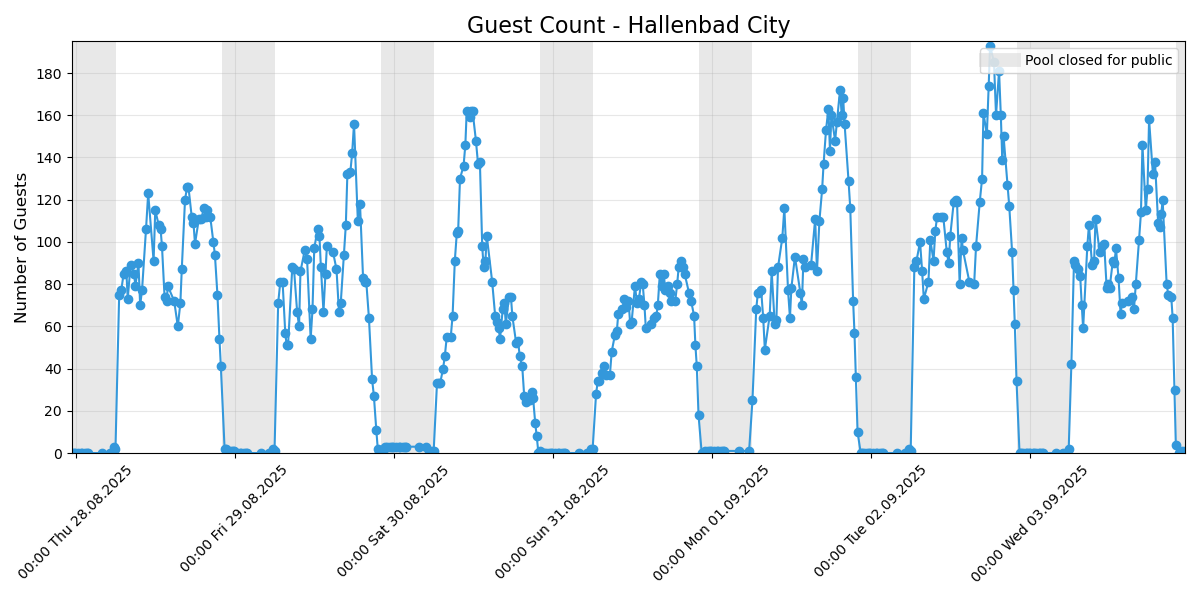 Guest Count - Hallenbad City
Number of Guests
180
160
140
120
100
80
60
40
20
0
Pool closed for public
00:00 Thu 28.08.2025
00:00 Fri 29.08.2025
00:00 Sat 30.08.2025
00:00 Sun 31.08.2025
00:00 Mon 01.09.2025
00:00 Tue 02.09.2025
00:00 Wed 03.09.2025